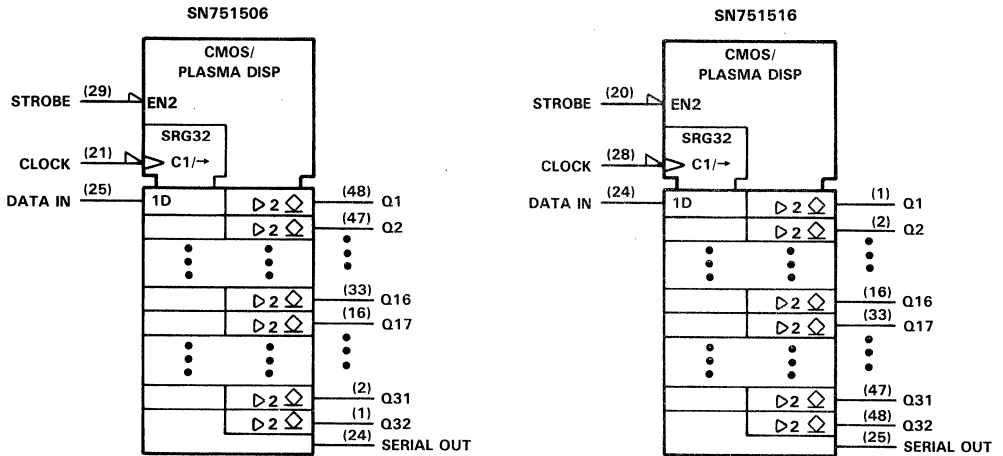 SN751506
CMOS/
PLASMA DISP
STROBE (29) EN2
SRG32
CLOCK (21) C1/→
DATA IN (25) 1D
▷ 2 ◇ (48) Q1
▷ 2 ◇ (47) Q2
▷ 2 ◇ (33) Q16
▷ 2 ◇ (16) Q17
▷ 2 ◇ (2) Q31
▷ 2 ◇ (1) Q32
(24) SERIAL OUT
SN751516
CMOS/
PLASMA DISP
STROBE (20) EN2
SRG32
CLOCK (28) C1/→
DATA IN (24) 1D
▷ 2 ◇ (1) Q1
▷ 2 ◇ (2) Q2
▷ 2 ◇ (16) Q16
▷ 2 ◇ (33) Q17
▷ 2 ◇ (47) Q31
▷ 2 ◇ (48) Q32
(25) SERIAL OUT